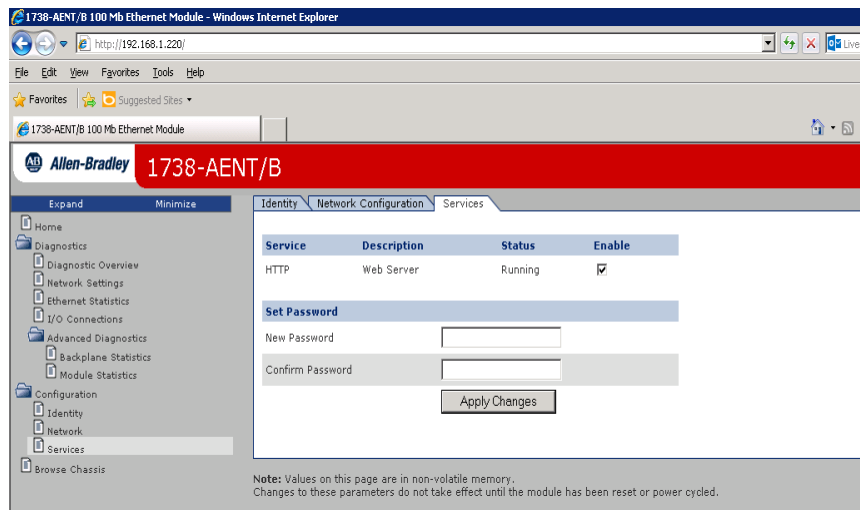 1738-AENT/B 100 Mb Ethernet Module - Windows Internet Explorer
http://192.168.1.220/
Live
File Edit View Favorites Tools Help
Favorites Suggested Sites
1738-AENT/B 100 Mb Ethernet Module
AB Allen-Bradley 1738-AENT/B
Expand Minimize
Home
Diagnostics
Diagnostic Overview
Network Settings
Ethernet Statistics
I/O Connections
Advanced Diagnostics
Backplane Statistics
Module Statistics
Configuration
Identity
Network
Services
Browse Chassis
Identity Network Configuration Services
Service Description Status Enable
HTTP Web Server Running
Set Password
New Password
Confirm Password
Apply Changes
Note: Values on this page are in non-volatile memory.
Changes to these parameters do not take effect until the module has been reset or power cycled.